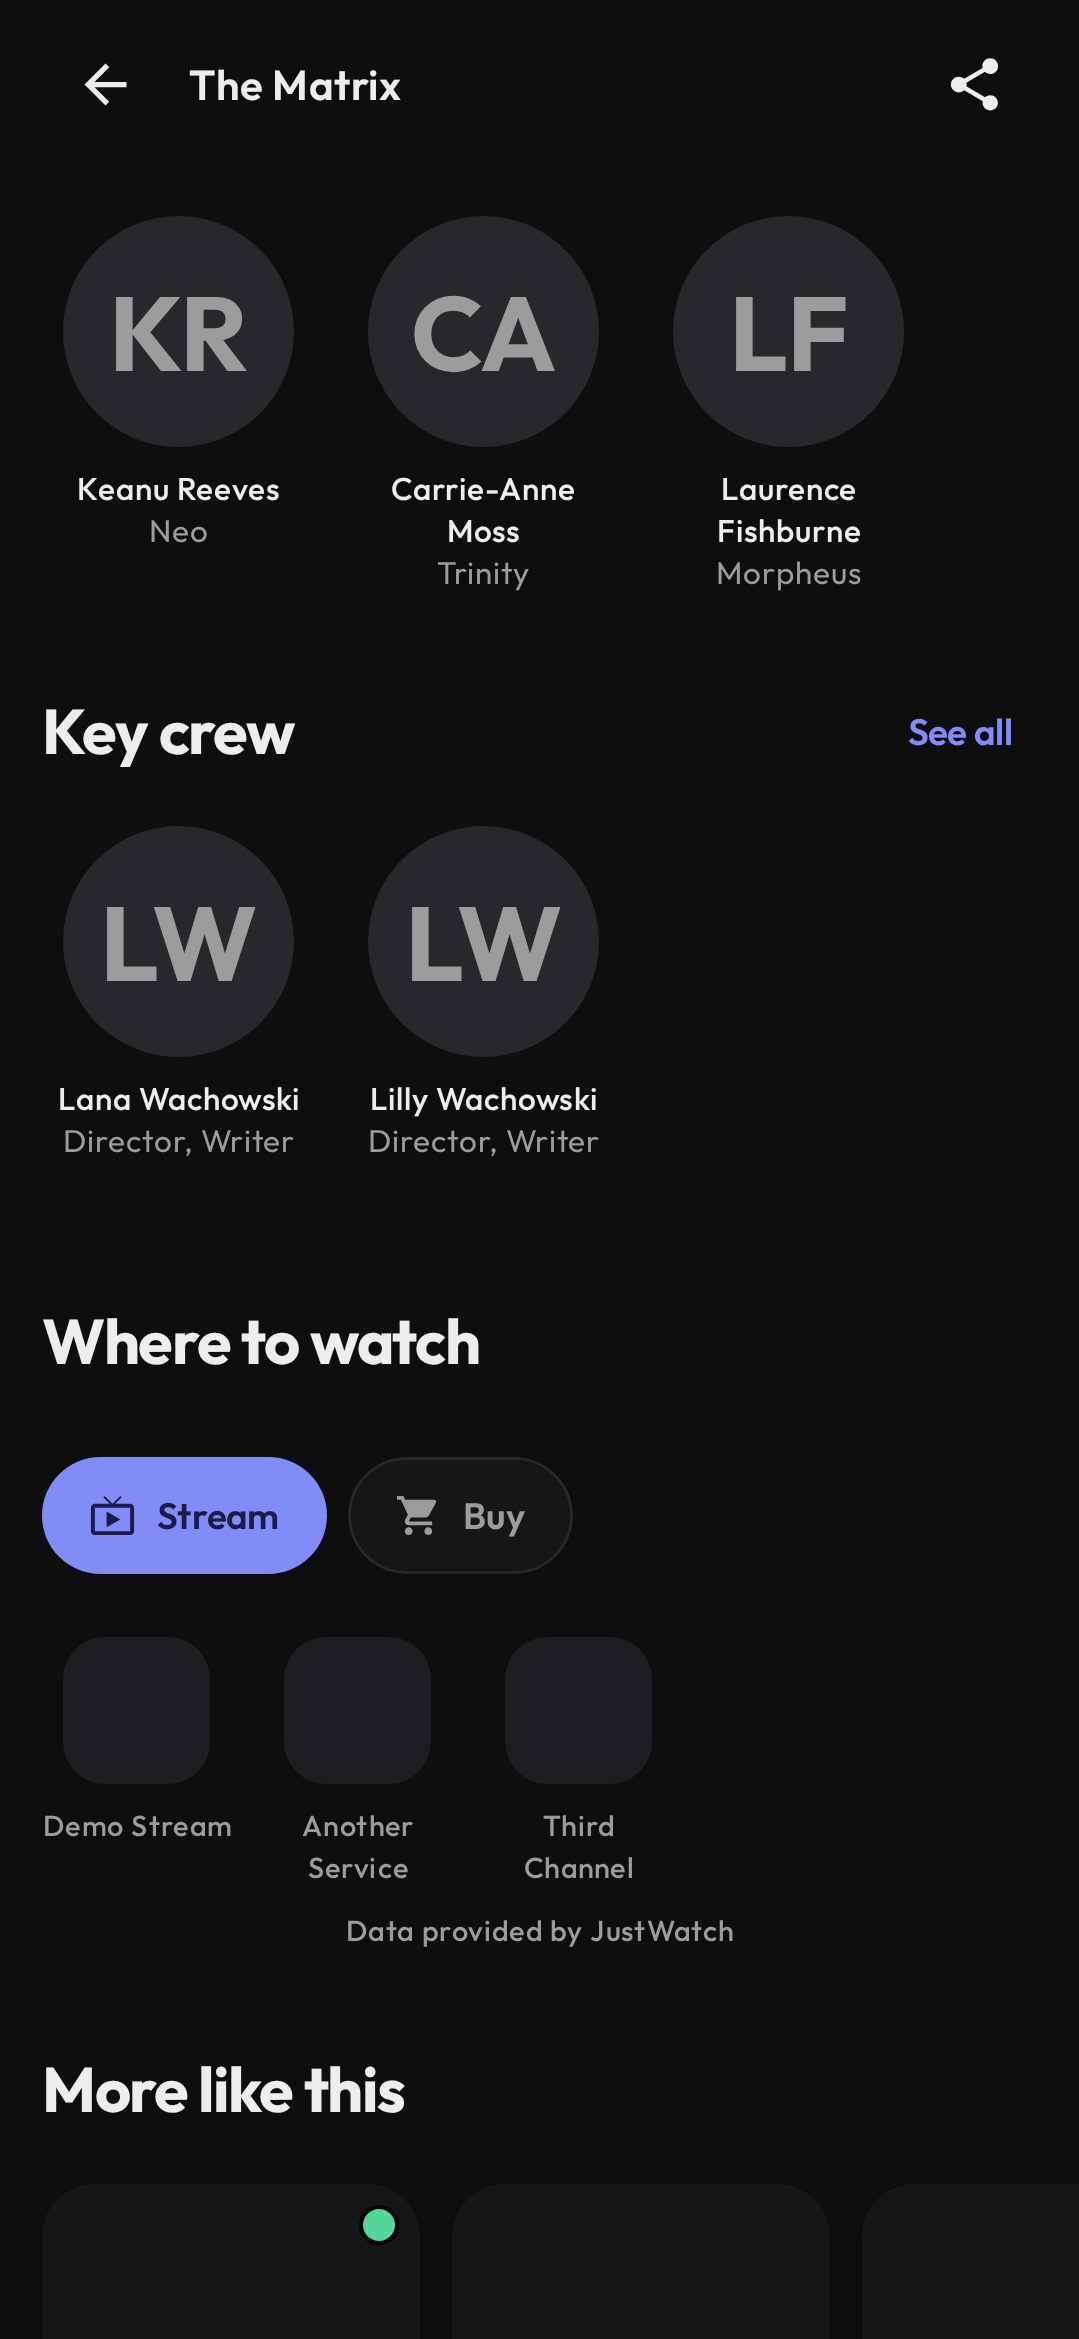 The Matrix
KR
CA
LF
Keanu Reeves
Neo
Carrie-Anne
Moss
Trinity
Laurence
Fishburne
Morpheus
Key crew
See all
LW
LW
Lana Wachowski
Director, Writer
Lilly Wachowski
Director, Writer
Where to watch
Stream
Buy
Demo Stream
Another
Service
Third
Channel
Data provided by JustWatch
More like this